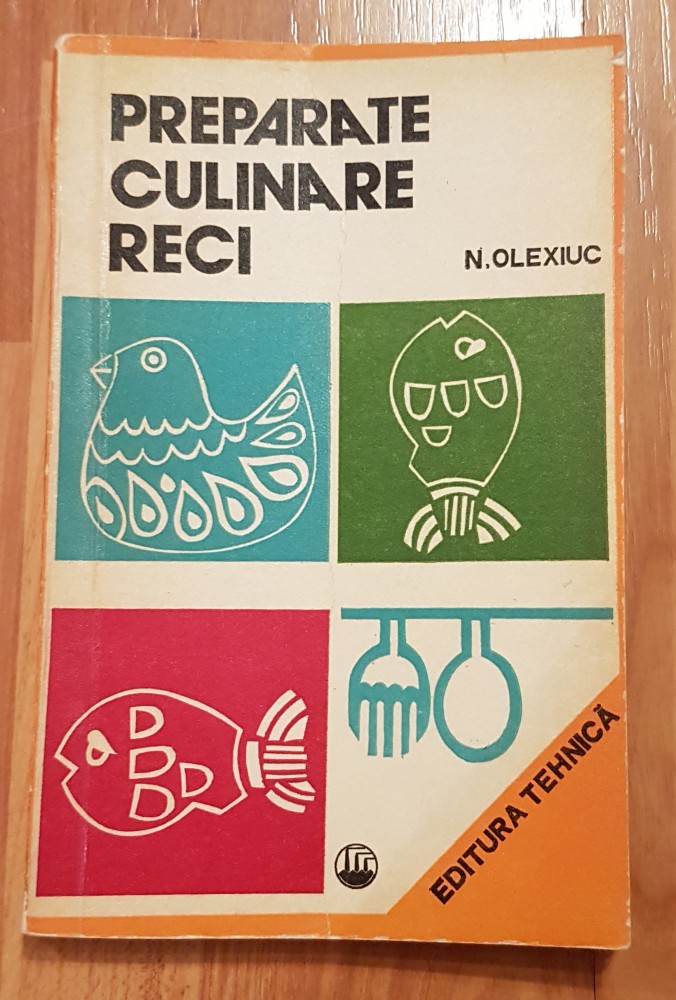 PREPARATE
CULINARE
RECI
N. OLEXIUC
EDITURA TEHNICĂ